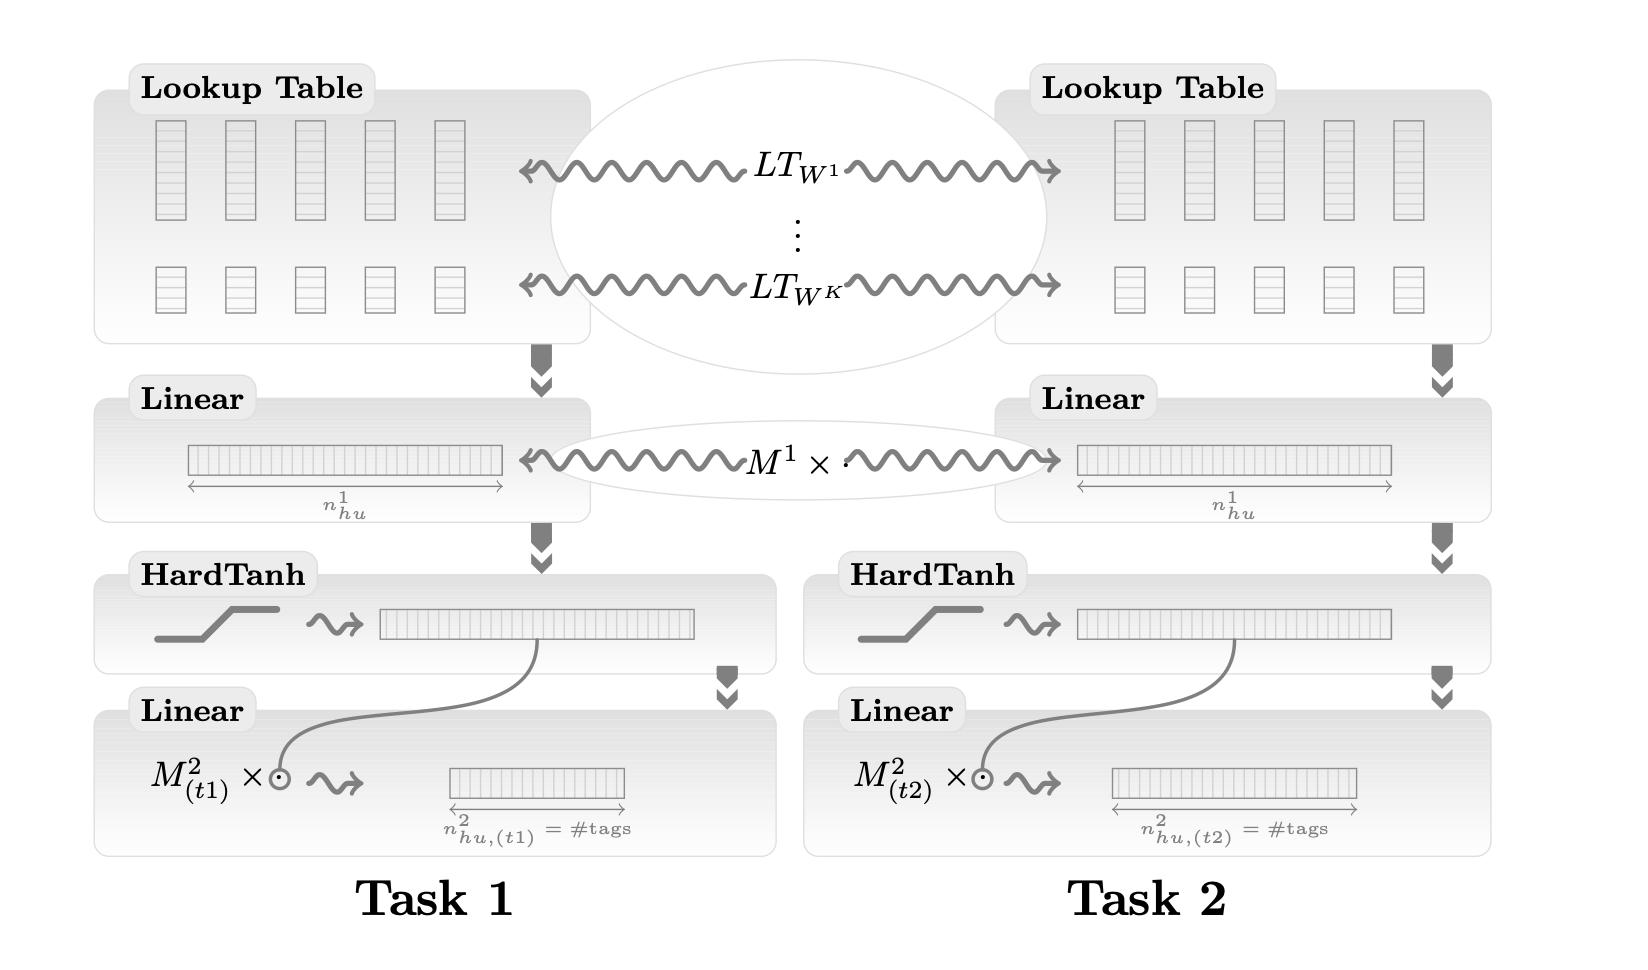 Lookup Table
Lookup Table
LT_{W^1}
⋮
LT_{W^K}
Linear
Linear
M^1 × ·
n^1_{hu}
n^1_{hu}
HardTanh
HardTanh
Linear
Linear
M^2_{(t1)} × ·
M^2_{(t2)} × ·
n^2_{hu,(t1)} = #tags
n^2_{hu,(t2)} = #tags
Task 1
Task 2